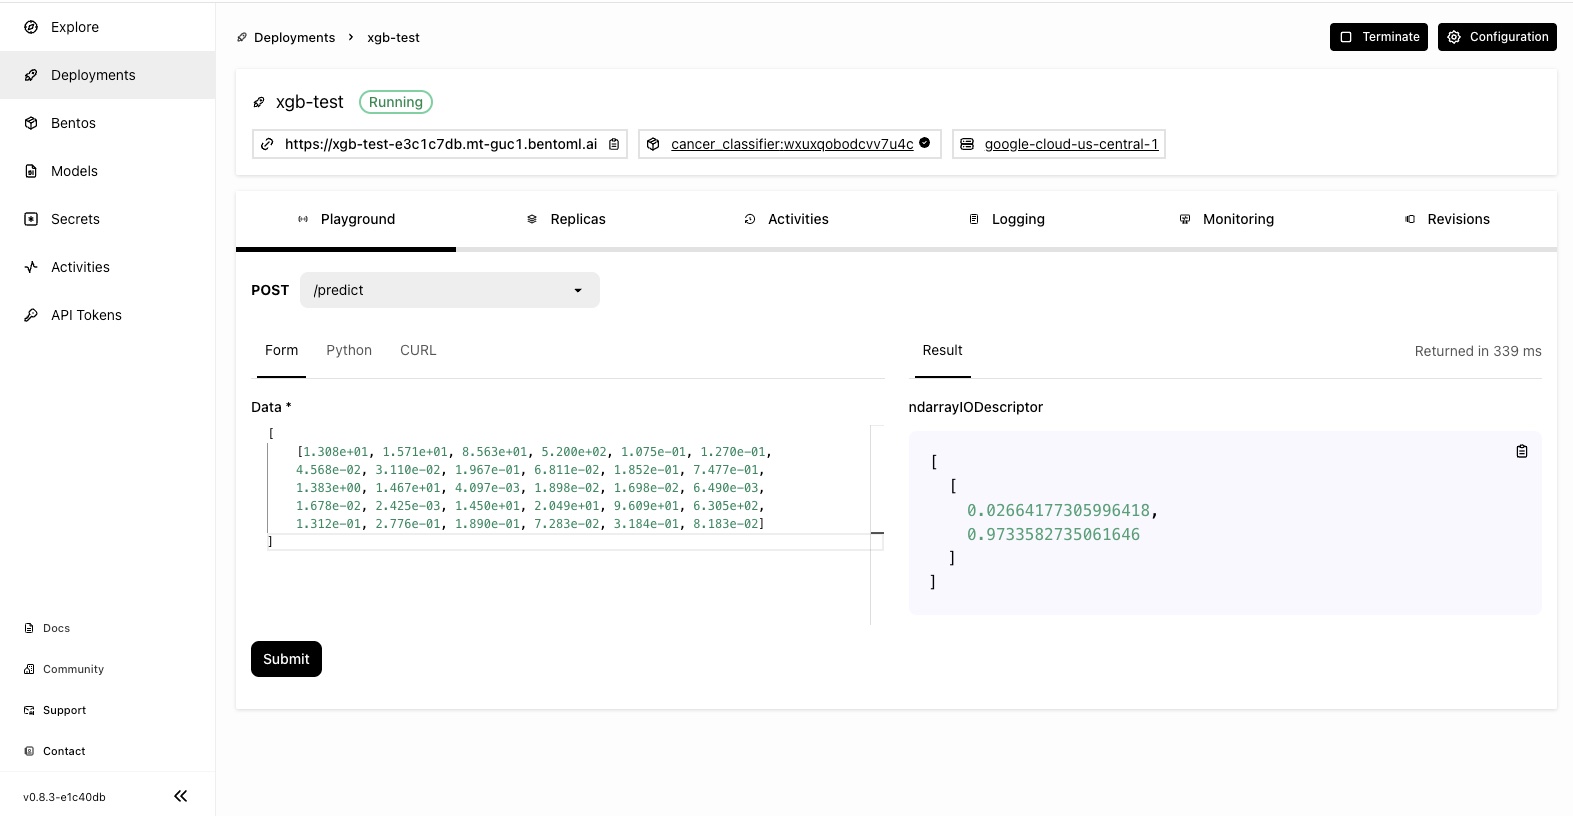 Explore
Deployments
Bentos
Models
Secrets
Activities
API Tokens
Docs
Community
Support
Contact
v0.8.3-e1c40db
Deployments > xgb-test
Terminate
Configuration
xgb-test Running
https://xgb-test-e3c1c7db.mt-guc1.bentoml.ai
cancer_classifier:wxuxqobodcvv7u4c
google-cloud-us-central-1
Playground
Replicas
Activities
Logging
Monitoring
Revisions
POST /predict
Form Python CURL
Data *
[
[1.308e+01, 1.571e+01, 8.563e+01, 5.200e+02, 1.075e-01, 1.270e-01,
4.568e-02, 3.110e-02, 1.967e-01, 6.811e-02, 1.852e-01, 7.477e-01,
1.383e+00, 1.467e+01, 4.097e-03, 1.898e-02, 1.698e-02, 6.490e-03,
1.678e-02, 2.425e-03, 1.450e+01, 2.049e+01, 9.609e+01, 6.305e+02,
1.312e-01, 2.776e-01, 1.890e-01, 7.283e-02, 3.184e-01, 8.183e-02]
]
Submit
Result
Returned in 339 ms
ndarrayIODescriptor
[
[
0.02664177305996418,
0.9733582735061646
]
]